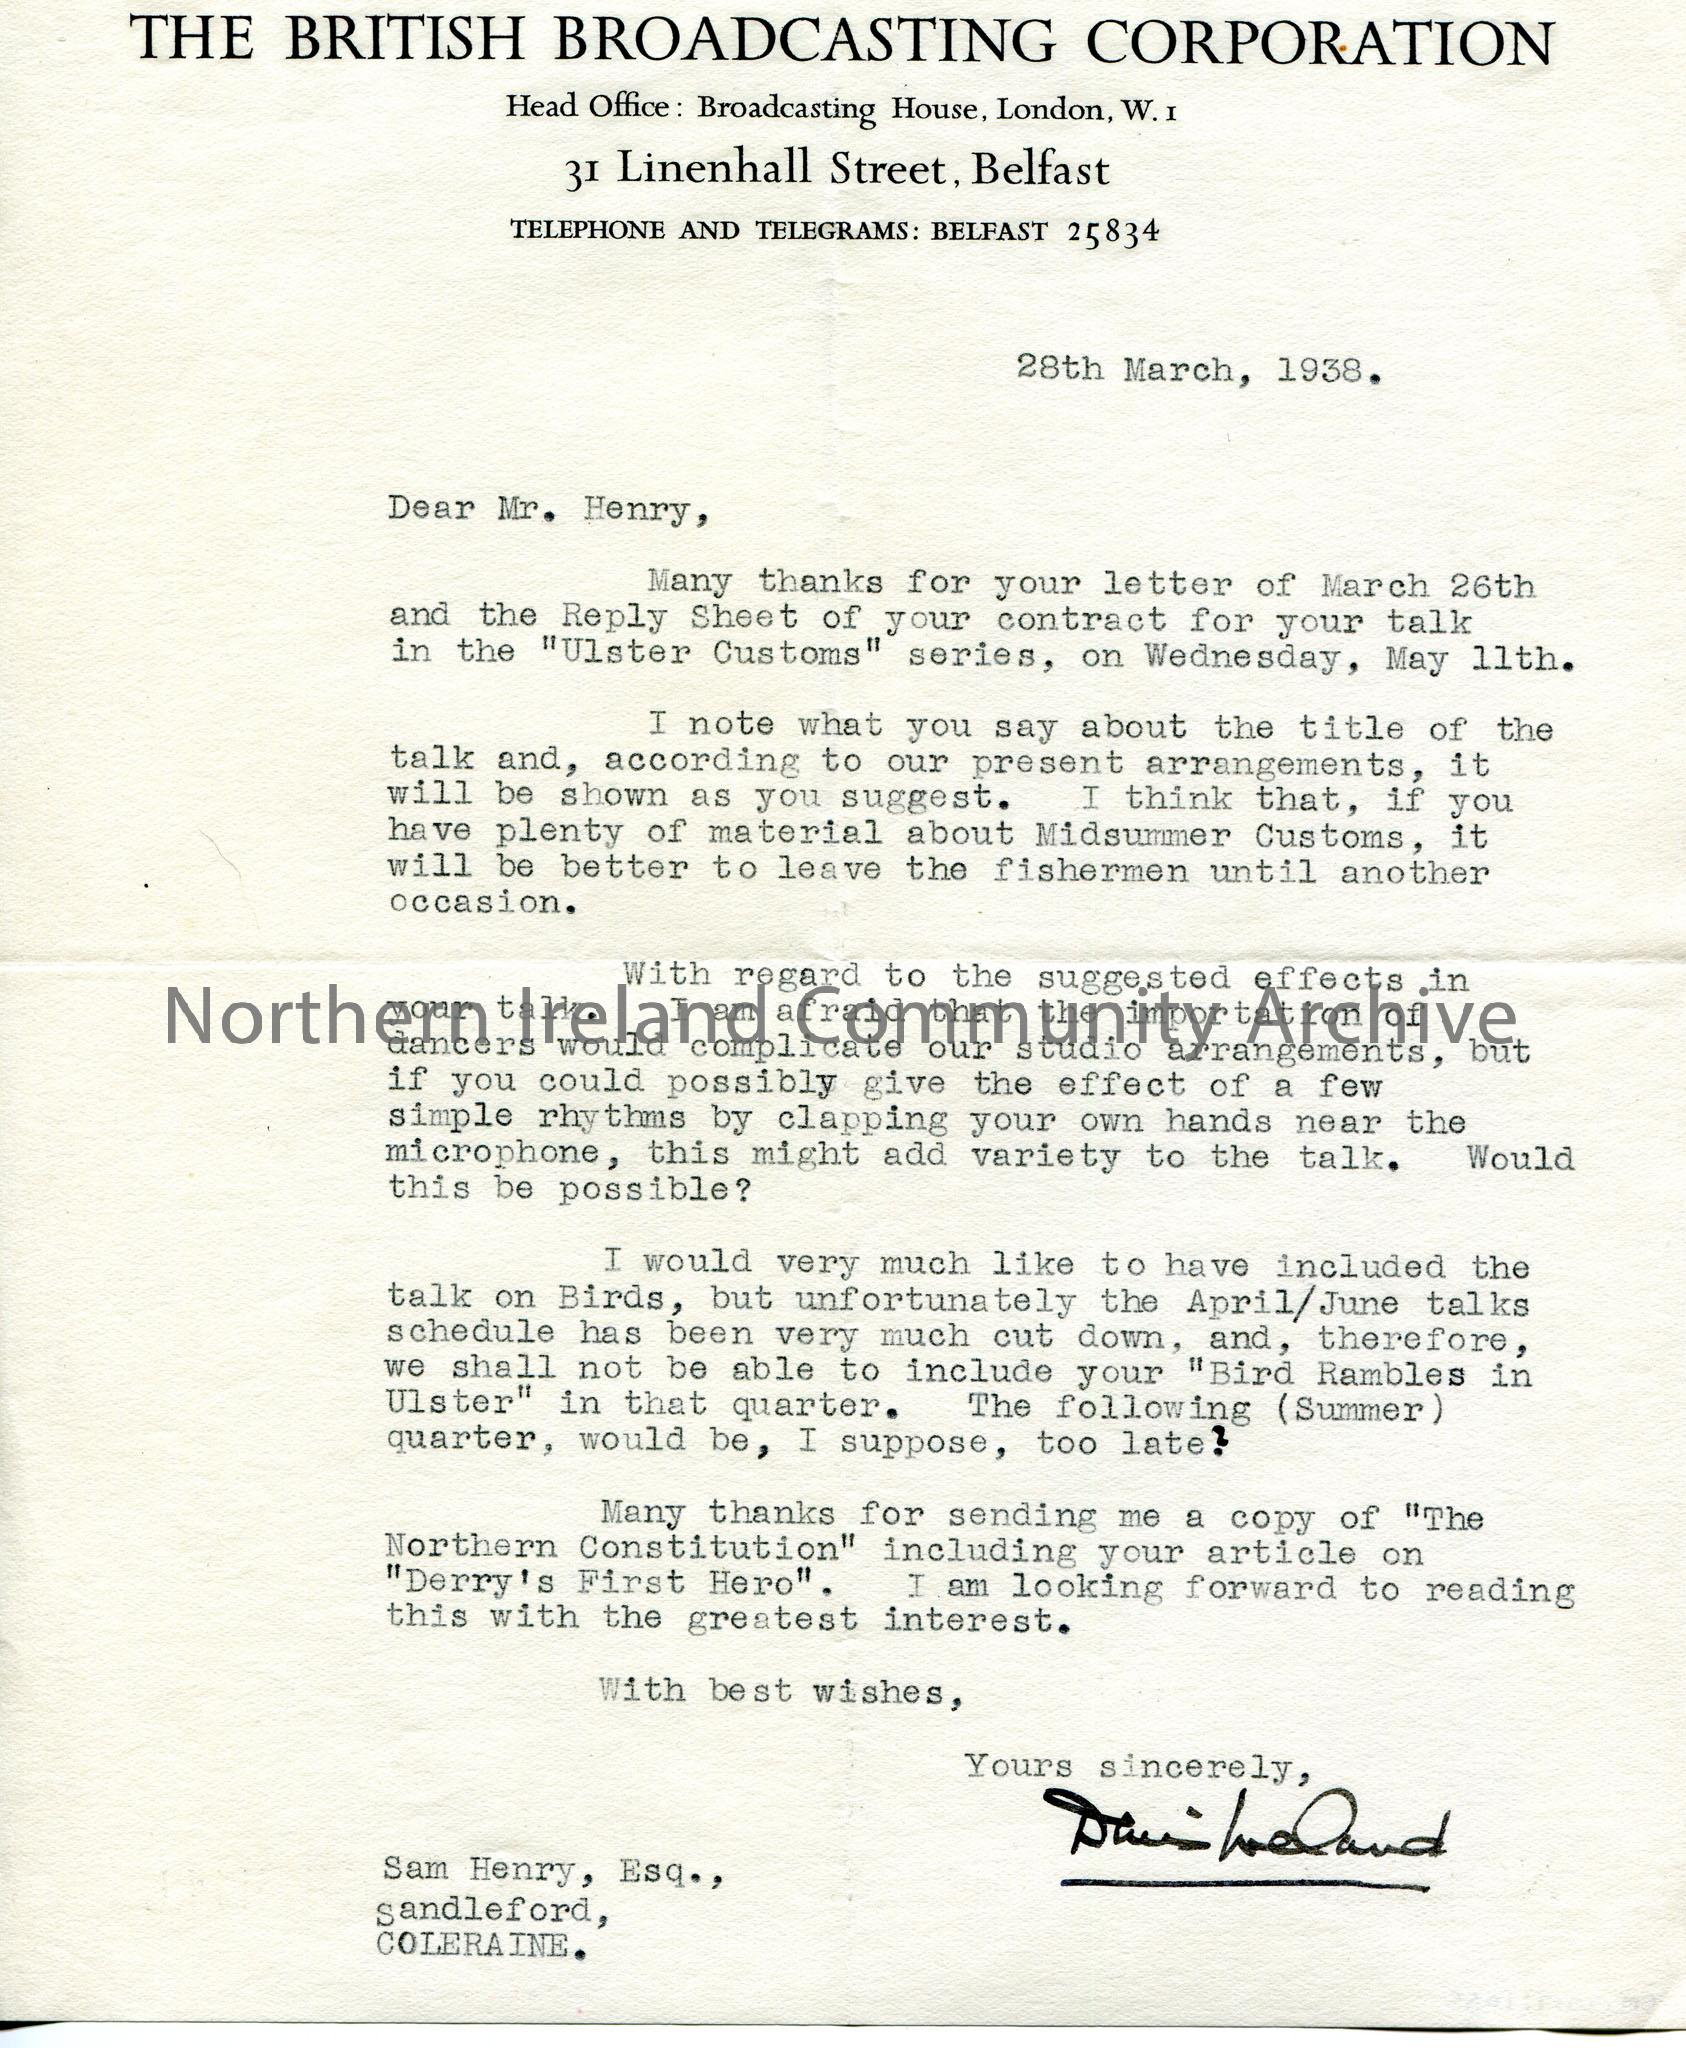 THE BRITISH BROADCASTING CORPORATION
Head Office: Broadcasting House, London, W. 1
31 Linenhall Street, Belfast
TELEPHONE AND TELEGRAMS: BELFAST 25834
28th March, 1938.
Dear Mr. Henry,
Many thanks for your letter of March 26th
and the Reply Sheet of your contract for your talk
in the "Ulster Customs" series, on Wednesday, May 11th.
I note what you say about the title of the
talk and, according to our present arrangements, it
will be shown as you suggest. I think that, if you
have plenty of material about Midsummer Customs, it
will be better to leave the fishermen until another
occasion.
With regard to the suggested effects in
your talk. I am afraid that the importation of
Northern Ireland Community Archive
dancers would complicate our studio arrangements, but
if you could possibly give the effect of a few
simple rhythms by clapping your own hands near the
microphone, this might add variety to the talk. Would
this be possible?
I would very much like to have included the
talk on Birds, but unfortunately the April/June talks
schedule has been very much cut down, and, therefore,
we shall not be able to include your "Bird Rambles in
Ulster" in that quarter. The following (Summer)
quarter, would be, I suppose, too late?
Many thanks for sending me a copy of "The
Northern Constitution" including your article on
"Derry's First Hero". I am looking forward to reading
this with the greatest interest.
With best wishes,
Yours sincerely,
Sam Henry, Esq.,
Sandleford,
COLERAINE.